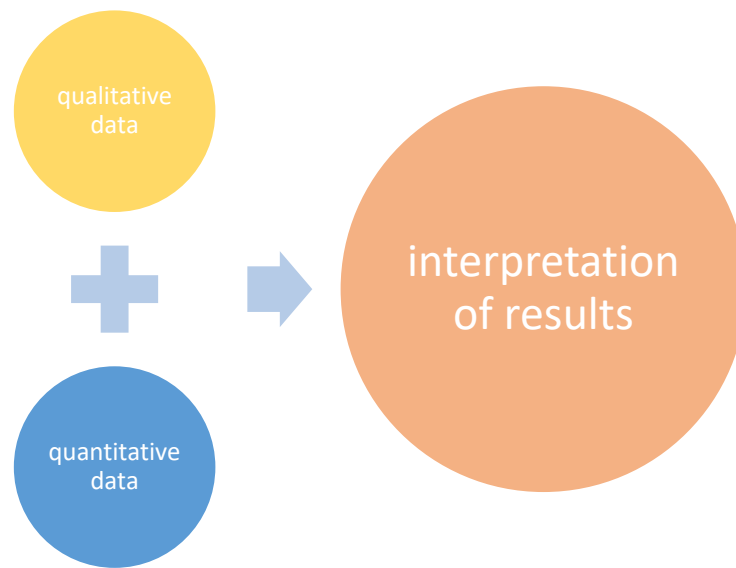 qualitative
data
quantitative
data
interpretation
of results